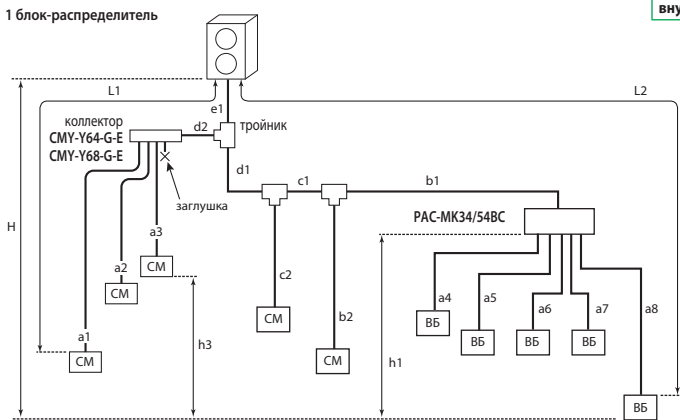 1 блок-распределитель
вну
L1
L2
e1
коллектор
CMY-Y64-G-E
CMY-Y68-G-E
d2
тройник
d1
c1
b1
заглушка
PAC-MK34/54BC
H
a3
a2
CM
CM
c2
a4
a5
a6
a7
a8
CM
b2
ВБ
ВБ
ВБ
ВБ
a1
h3
h1
CM
CM
ВБ